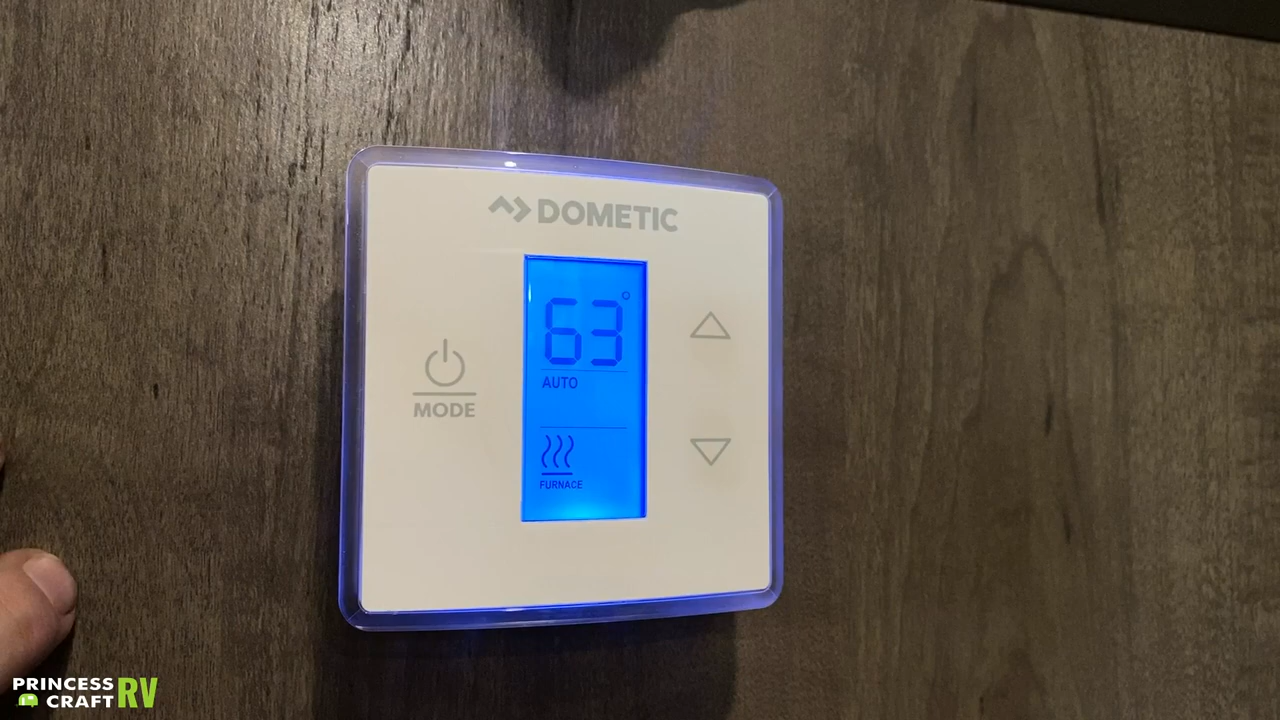 DOMETIC
63°
AUTO
MODE
FURNACE
PRINCESS
CRAFT RV